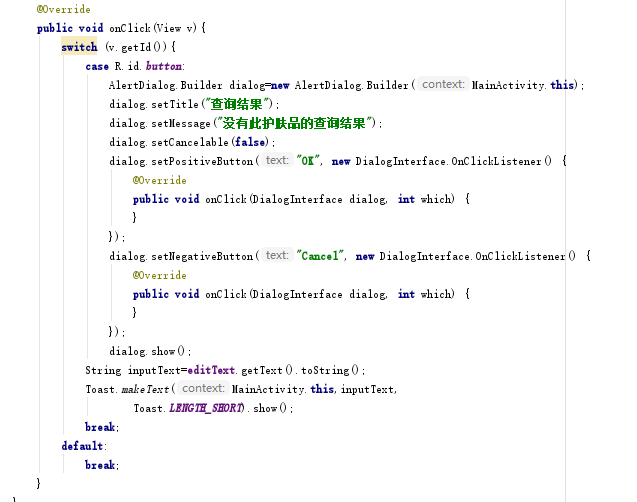 @Override
public void onClick(View v){
switch (v.getId()){
case R.id.button:
AlertDialog.Builder dialog=new AlertDialog.Builder( context: MainActivity.this);
dialog.setTitle("查询结果");
dialog.setMessage("没有此护肤品的查询结果");
dialog.setCancelable(false);
dialog.setPositiveButton( text: "OK", new DialogInterface.OnClickListener() {
@Override
public void onClick(DialogInterface dialog, int which) {
}
});
dialog.setNegativeButton( text: "Cancel", new DialogInterface.OnClickListener() {
@Override
public void onClick(DialogInterface dialog, int which) {
}
});
dialog.show();
String inputText=editText.getText().toString();
Toast.makeText( context: MainActivity.this,inputText,
Toast.LENGTH_SHORT).show();
break;
default:
break;
}